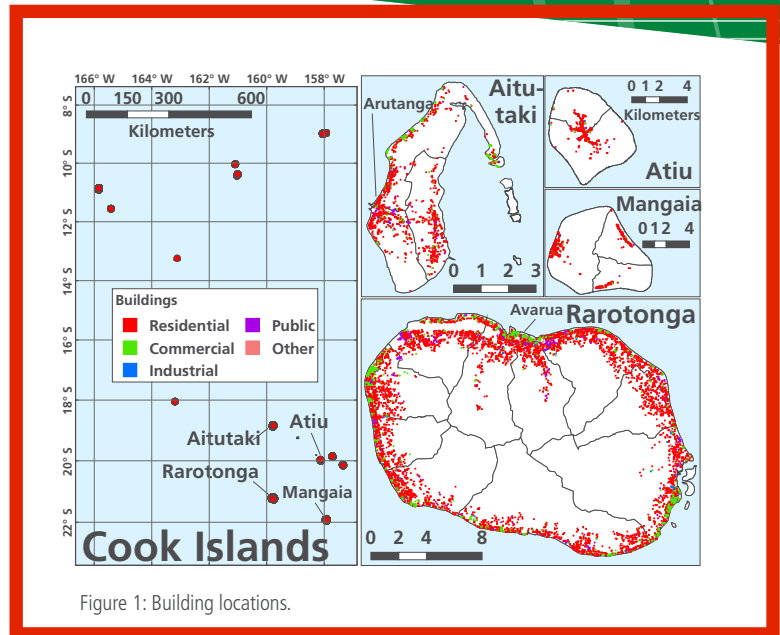 166° W 164° W 162° W 160° W 158° W
8° S
10° S
12° S
14° S
16° S
18° S
20° S
22° S
0 150 300 600
Kilometers
Buildings
Residential
Commercial
Industrial
Public
Other
Aitutaki
Atiu
Rarotonga
Mangaia
Cook Islands
Arutanga
Aitu-
taki
0 1 2 3
0 1 2 4
Kilometers
Atiu
Mangaia
0 1 2 4
Avarua
Rarotonga
0 2 4 8
Figure 1: Building locations.